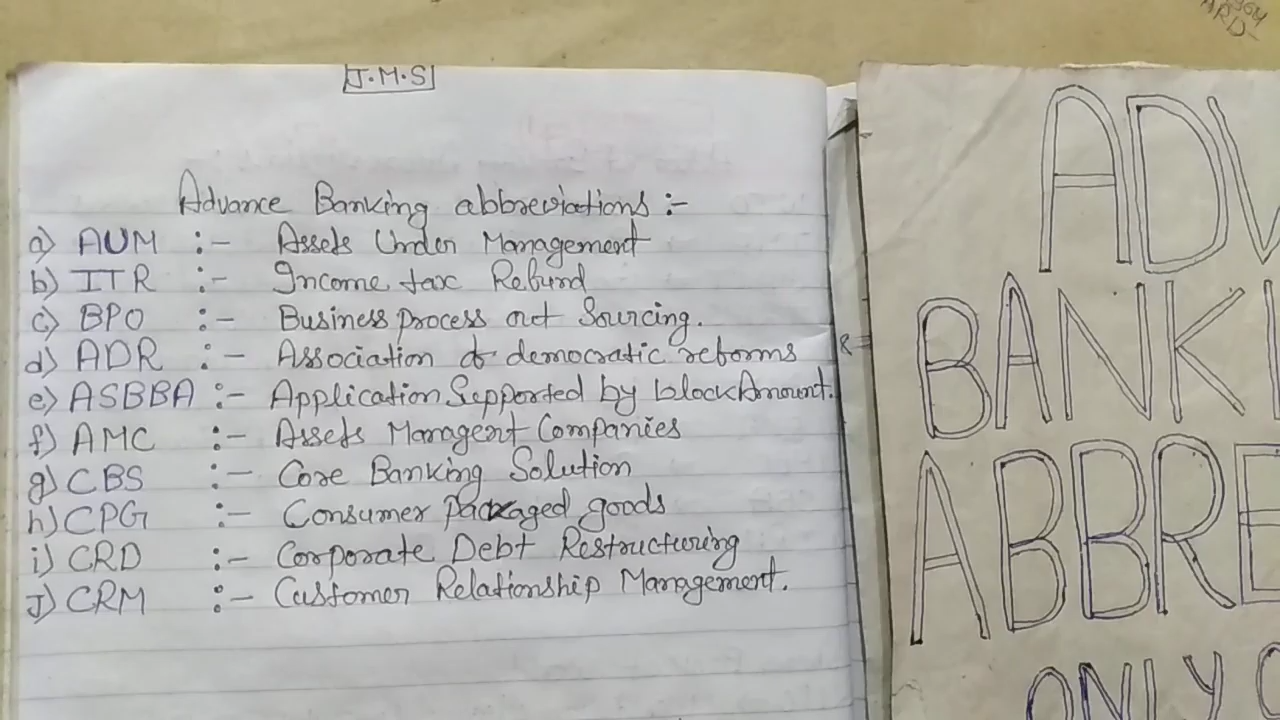 J.M.S
Advance Banking abbreviations :-
a) AUM :- Assets Under Management
b) ITR :- Income tax Refund
c) BPO :- Business process out Sourcing.
d) ADR :- Association of democratic reforms
e) ASBBA :- Application Supported by block Amount.
f) AMC :- Assets Managent Companies
g) CBS :- Core Banking Solution
h) CPG :- Consumer packaged goods
i) CRD :- Corporate Debt Restructuring
J) CRM :- Customer Relationship Management.
ADV
BANKI
ABBRE
ONLY